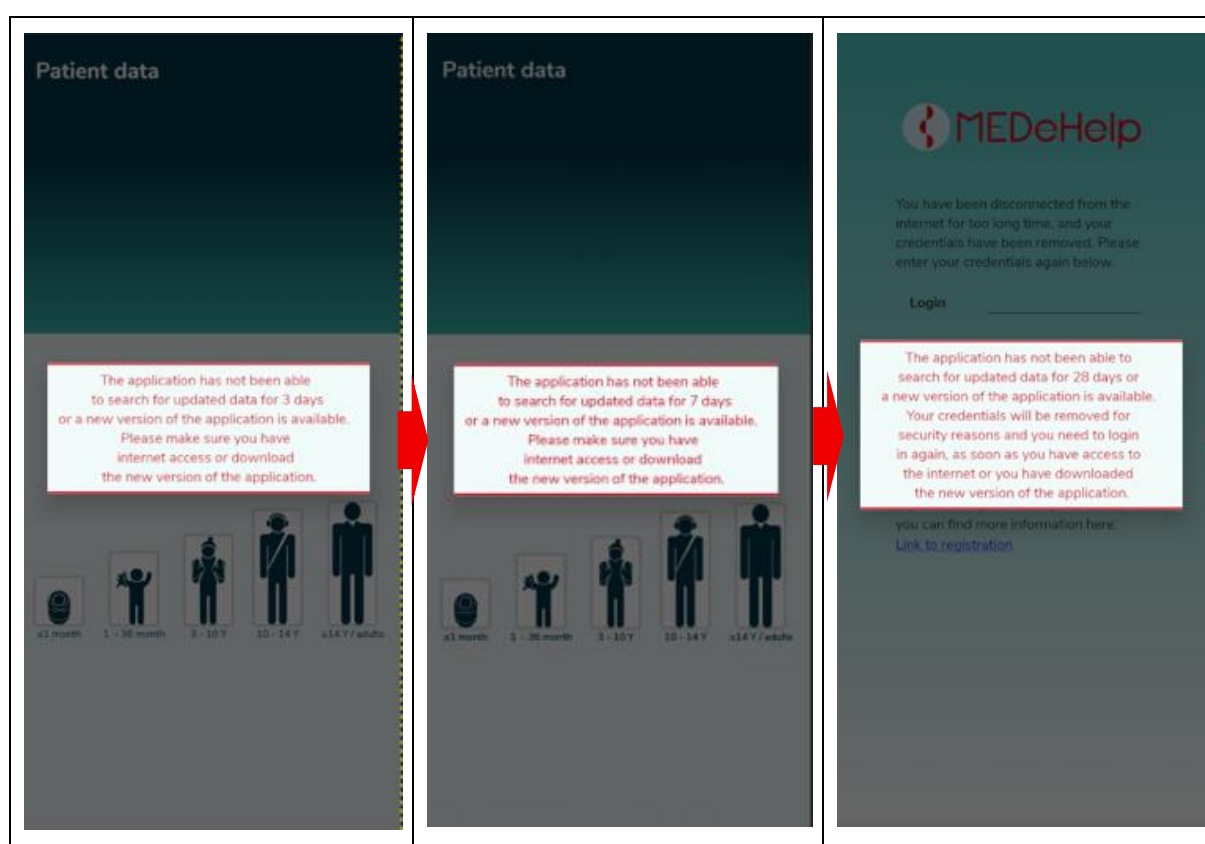 Patient data
The application has not been able
to search for updated data for 3 days
or a new version of the application is available.
Please make sure you have
internet access or download
the new version of the application.
≤1 month
1 - 36 month
3 - 10 Y
10 - 14 Y
≥14 Y / adults
Patient data
The application has not been able
to search for updated data for 7 days
or a new version of the application is available.
Please make sure you have
internet access or download
the new version of the application.
≤1 month
1 - 36 month
3 - 10 Y
10 - 14 Y
≥14 Y / adults
MEDeHelp
You have been disconnected from the
internet for too long time, and your
credentials have been removed. Please
enter your credentials again below.
Login
The application has not been able to
search for updated data for 28 days or
a new version of the application is available.
Your credentials will be removed for
security reasons and you need to login
in again, as soon as you have access to
the internet or you have downloaded
the new version of the application.
you can find more information here:
Link to registration